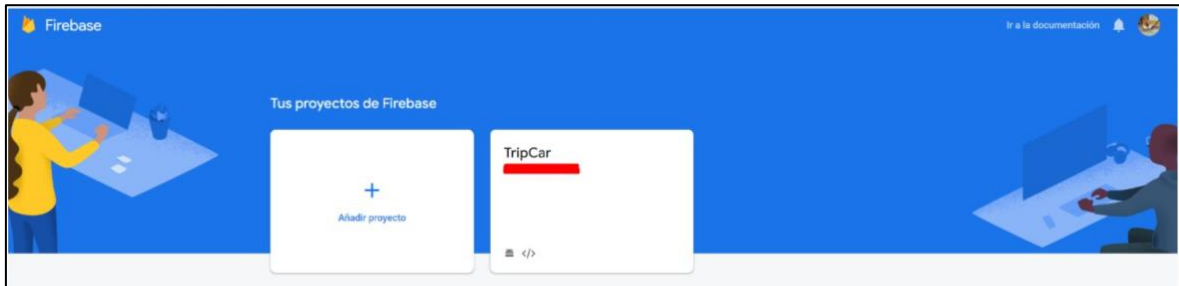 Firebase
Ir a la documentación
Tus proyectos de Firebase
Añadir proyecto
TripCar
</>